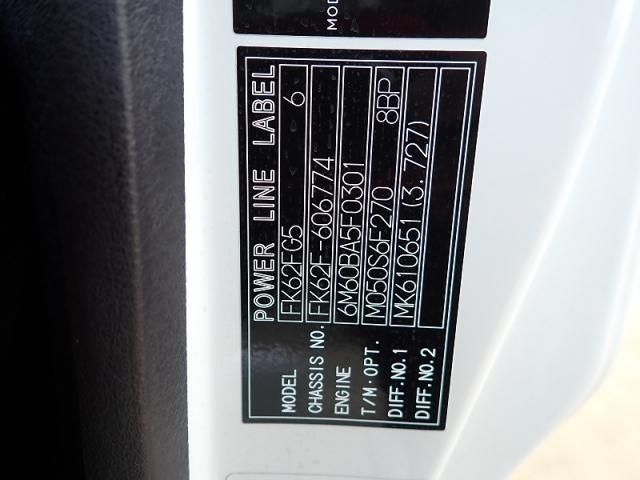 MOD
POWER LINE LABEL
MODEL FK62FG5 6
CHASSIS NO. FK62F-606774
ENGINE 6M60BA5F0301
T/M·OPT. M050S6F270 8BP
DIFF.NO.1 MK610651(3.727)
DIFF.NO.2